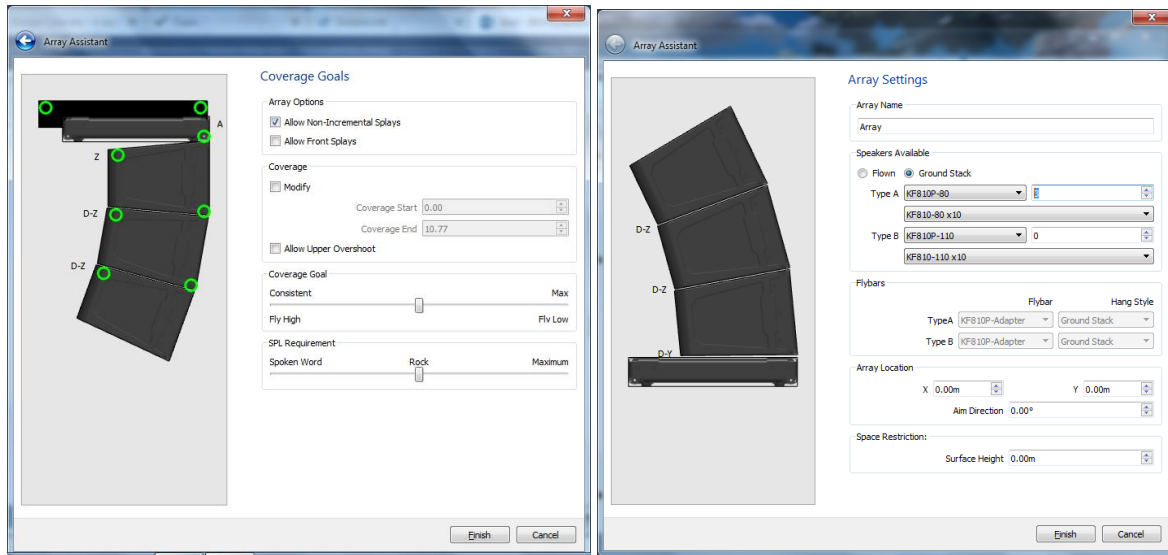 Array Assistant
Coverage Goals
Array Options
Allow Non-Incremental Splays
Allow Front Splays
Coverage
Modify
Coverage Start 0.00
Coverage End 10.77
Allow Upper Overshoot
Coverage Goal
Consistent Max
Fly High Fly Low
SPL Requirement
Spoken Word Rock Maximum
A
Z
D-Z
D-Z
Finish Cancel
Array Assistant
Array Settings
Array Name
Array
Speakers Available
Flown Ground Stack
Type A KF810P-80 3
KF810-80 x10
Type B KF810P-110 0
KF810-110 x10
Flybars
Flybar Hang Style
TypeA KF810P-Adapter Ground Stack
Type B KF810P-Adapter Ground Stack
Array Location
X 0.00m Y 0.00m
Aim Direction 0.00°
Space Restriction:
Surface Height 0.00m
D-Z
D-Z
D-Y
Finish Cancel